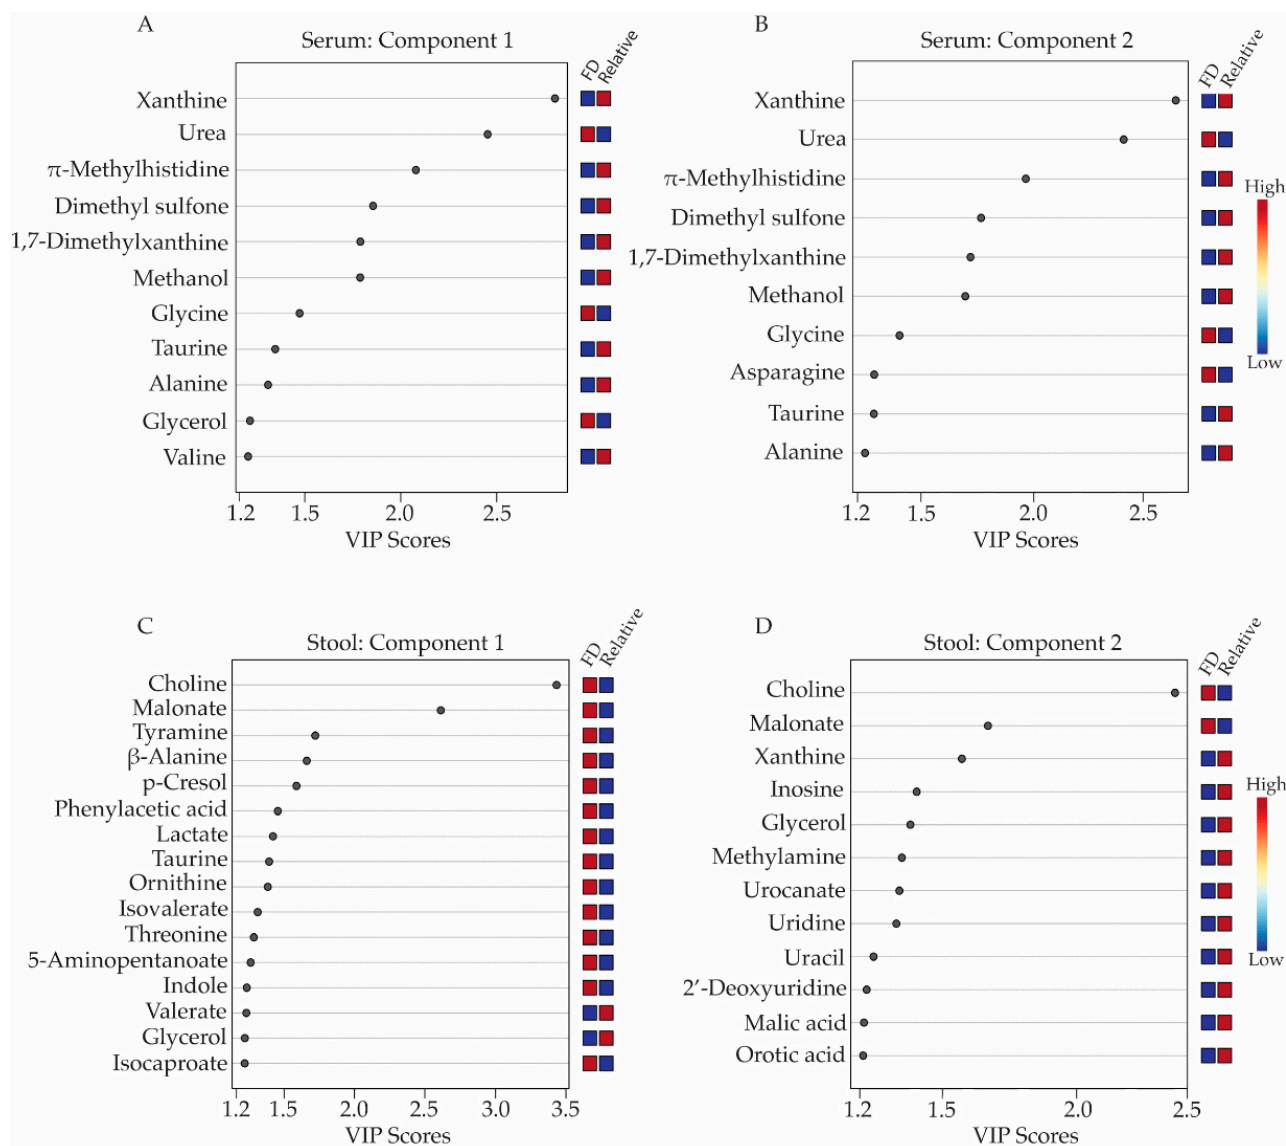 A
Serum: Component 1
FD
Relative
Xanthine
Urea
π-Methylhistidine
Dimethyl sulfone
1,7-Dimethylxanthine
Methanol
Glycine
Taurine
Alanine
Glycerol
Valine
1.2 1.5 2.0 2.5
VIP Scores
B
Serum: Component 2
FD
Relative
Xanthine
Urea
π-Methylhistidine
Dimethyl sulfone
1,7-Dimethylxanthine
Methanol
Glycine
Asparagine
Taurine
Alanine
1.2 1.5 2.0 2.5
VIP Scores
High
Low
C
Stool: Component 1
FD
Relative
Choline
Malonate
Tyramine
β-Alanine
p-Cresol
Phenylacetic acid
Lactate
Taurine
Ornithine
Isovalerate
Threonine
5-Aminopentanoate
Indole
Valerate
Glycerol
Isocaproate
1.2 1.5 2.0 2.5 3.0 3.5
VIP Scores
D
Stool: Component 2
FD
Relative
Choline
Malonate
Xanthine
Inosine
Glycerol
Methylamine
Urocanate
Uridine
Uracil
2′-Deoxyuridine
Malic acid
Orotic acid
1.2 1.5 2.0 2.5
VIP Scores
High
Low